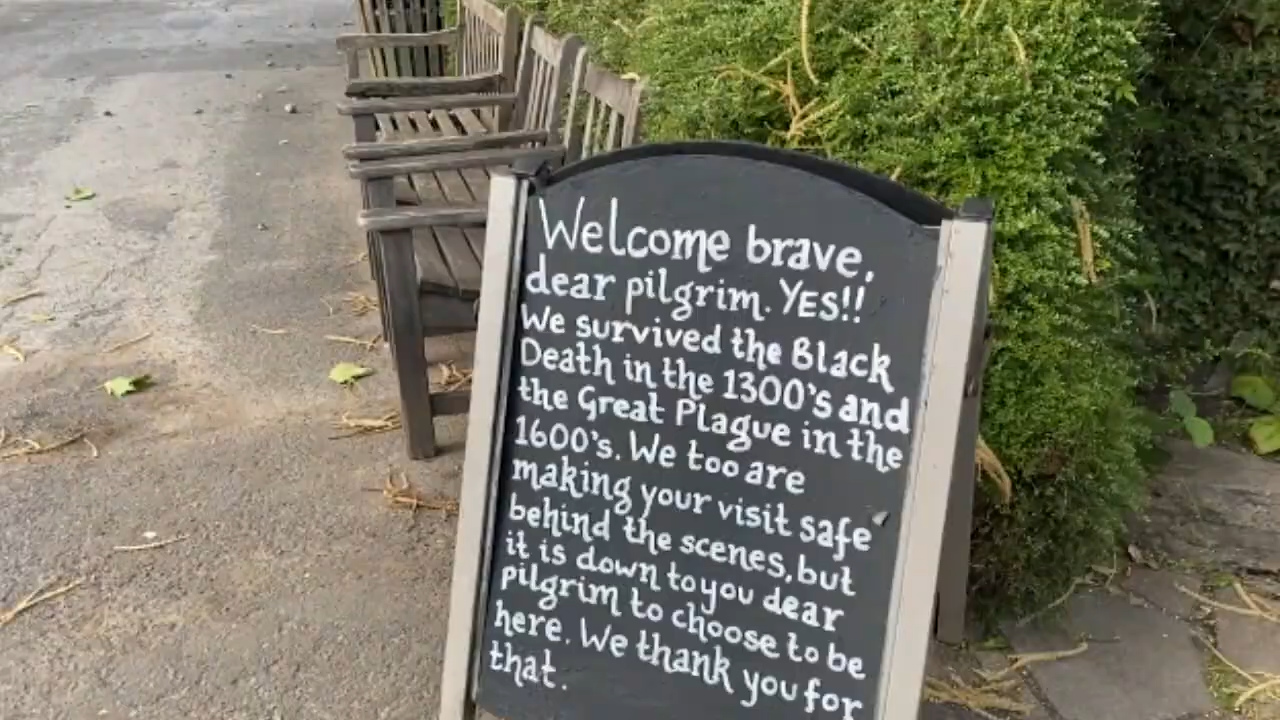 Welcome brave,
dear pilgrim. YES!!
We survived the Black
Death in the 1300's and
the Great Plague in the
1600's. We too are
making your visit safe
behind the scenes, but
it is down to you dear
pilgrim to choose to be
here. We thank you for
that.